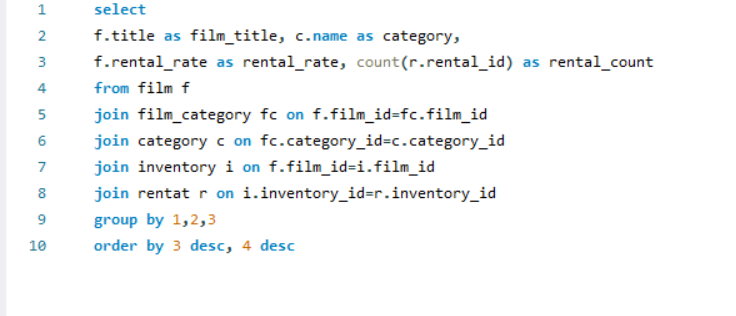 1 select
2 f.title as film_title, c.name as category,
3 f.rental_rate as rental_rate, count(r.rental_id) as rental_count
4 from film f
5 join film_category fc on f.film_id=fc.film_id
6 join category c on fc.category_id=c.category_id
7 join inventory i on f.film_id=i.film_id
8 join rentat r on i.inventory_id=r.inventory_id
9 group by 1,2,3
10 order by 3 desc, 4 desc